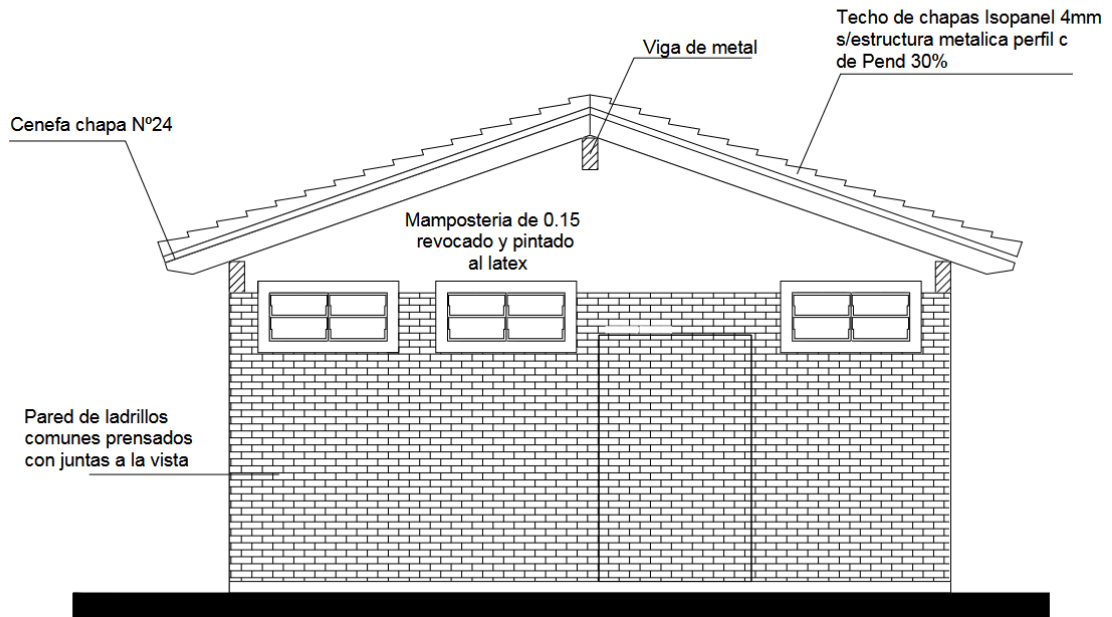 Techo de chapas Isopanel 4mm
s/estructura metalica perfil c
de Pend 30%
Viga de metal
Cenefa chapa Nº24
Mamposteria de 0.15
revocado y pintado
al latex
Pared de ladrillos
comunes prensados
con juntas a la vista